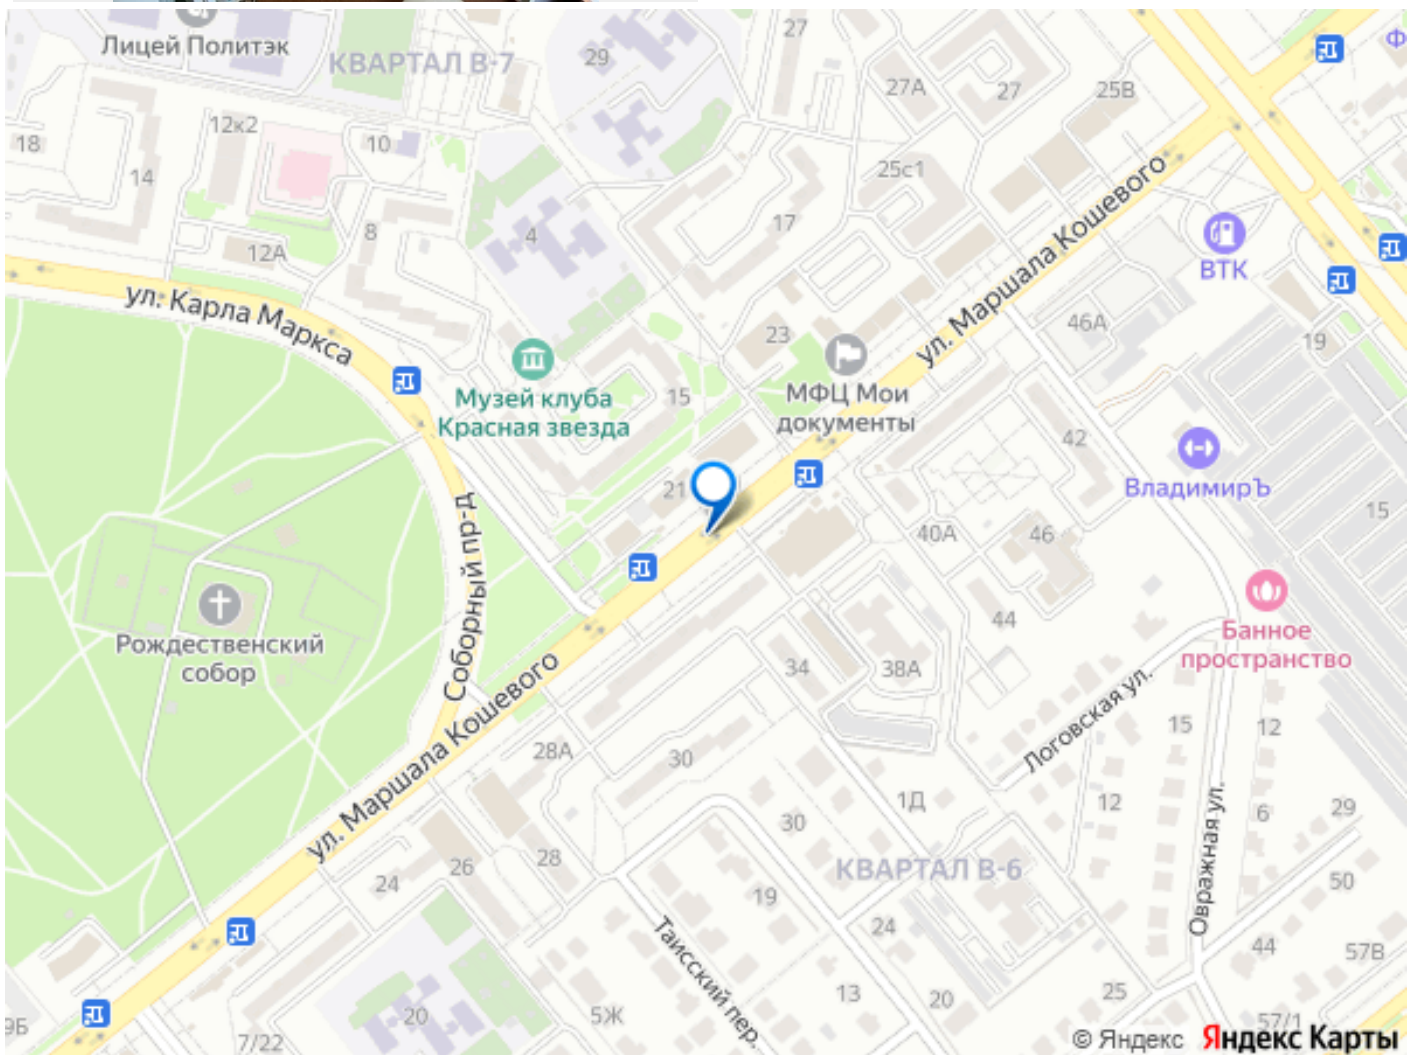 Лицей Политэк
КВАРТАЛ В-7
29
27
27А
27
25В
Ф
18
12к2
10
14
25с1
17
8
4
12А
ул. Карла Маркса
ул. Маршала Кошевого
ВТК
46А
19
23
МФЦ Мои
документы
Музей клуба
Красная звезда
15
42
ВладимирЪ
15
21
40А
46
Соборный пр-д
Рождественский
собор
44
Банное
пространство
34
38А
Логовская ул.
15
12
ул. Маршала Кошевого
28А
30
1Д
12
6
29
30
КВАРТАЛ В-6
Овражная ул.
24
26
28
19
50
24
44
57В
Таисский пер.
20
5Ж
13
20
25
57/1
9Б
7/22
© Яндекс Яндекс Карты